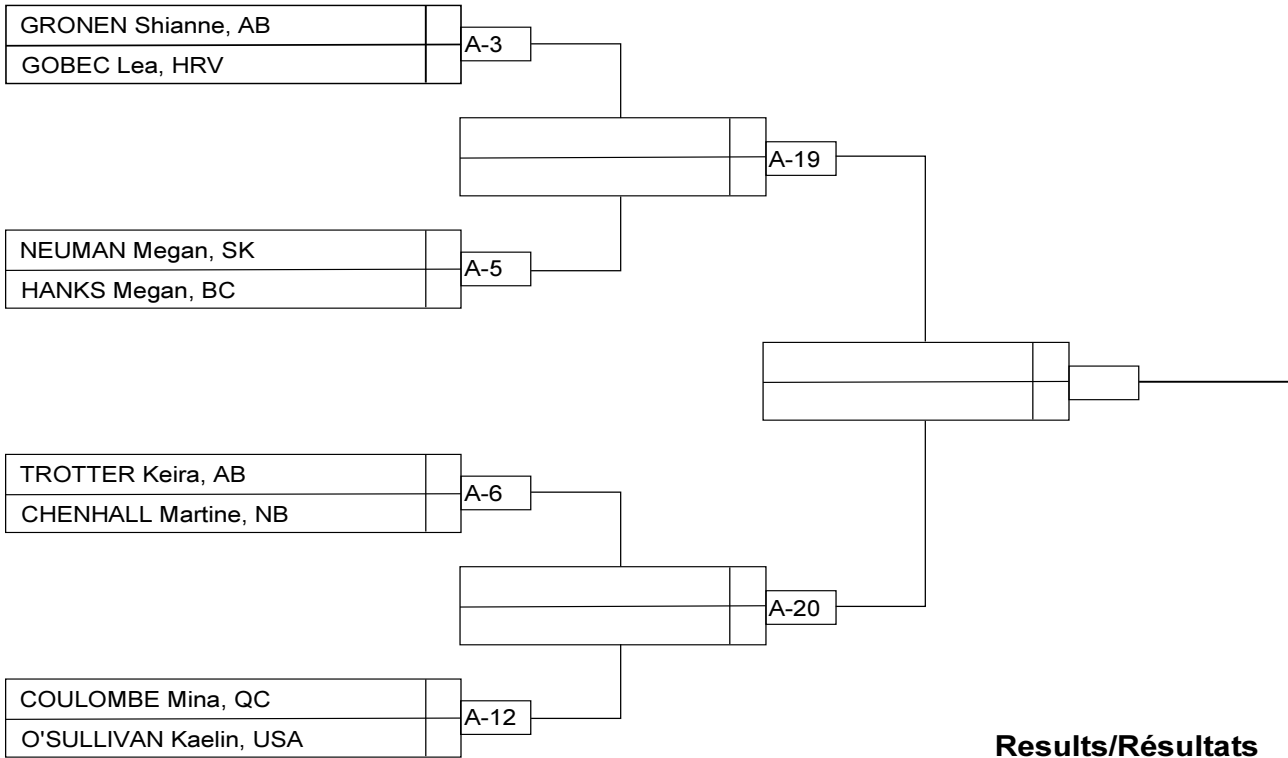 GRONEN Shianne, AB
A-3
GOBEC Lea, HRV
A-19
NEUMAN Megan, SK
A-5
HANKS Megan, BC
TROTTER Keira, AB
A-6
CHENHALL Martine, NB
A-20
COULOMBE Mina, QC
A-12
O'SULLIVAN Kaelin, USA
Results/Résultats